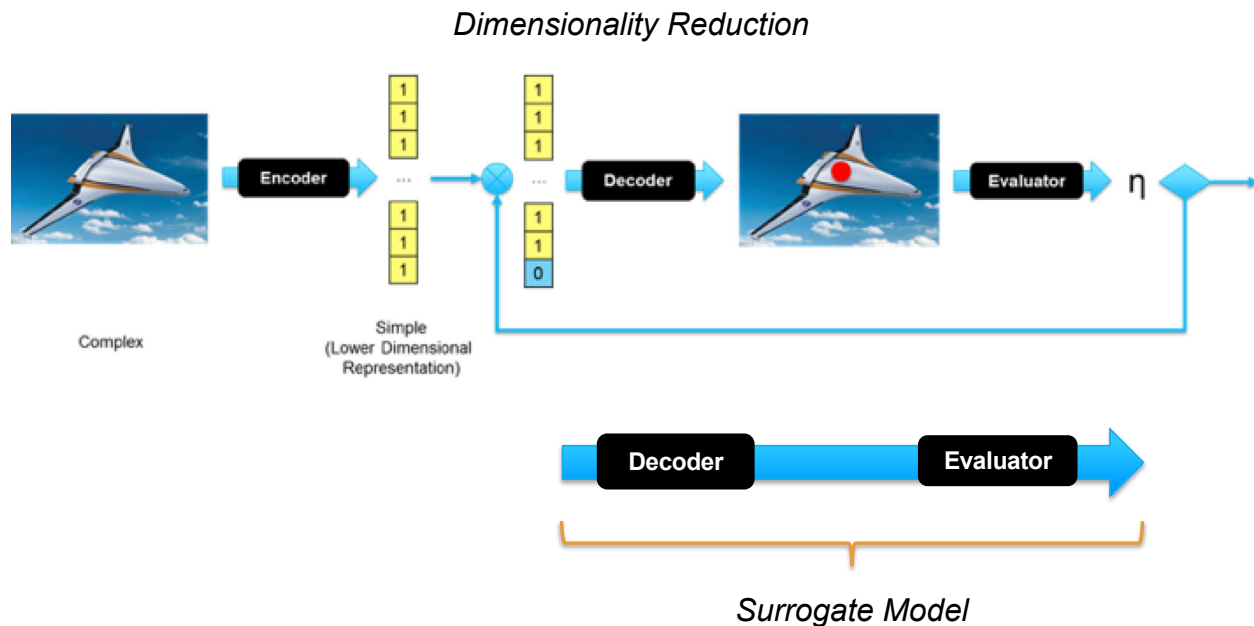 Dimensionality Reduction
1
1
1
...
1
1
1
1
1
1
...
1
1
0
Encoder
Decoder
Evaluator
η
Complex
Simple
(Lower Dimensional
Representation)
Decoder
Evaluator
Surrogate Model